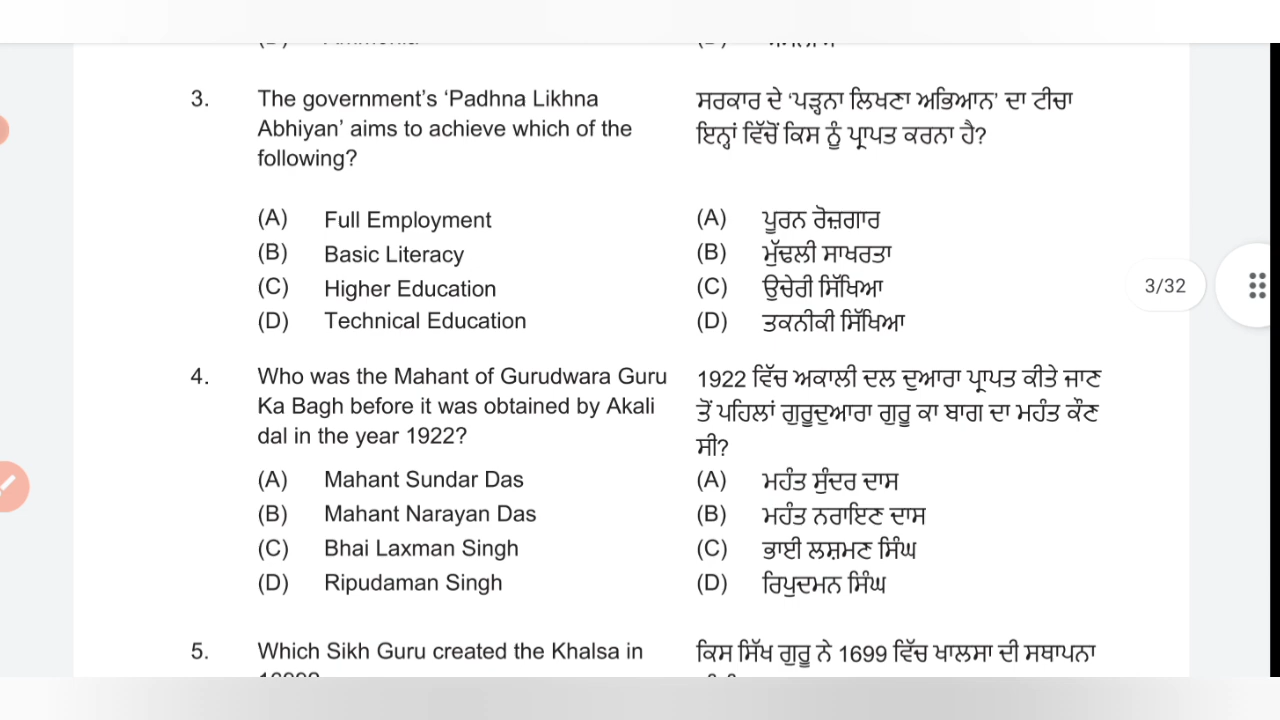 3. The government's 'Padhna Likhna
Abhiyan' aims to achieve which of the
following?
(A) Full Employment
(B) Basic Literacy
(C) Higher Education
(D) Technical Education
ਸਰਕਾਰ ਦੇ 'ਪੜ੍ਹਨਾ ਲਿਖਣਾ ਅਭਿਆਨ' ਦਾ ਟੀਚਾ
ਇਨ੍ਹਾਂ ਵਿੱਚੋਂ ਕਿਸ ਨੂੰ ਪ੍ਰਾਪਤ ਕਰਨਾ ਹੈ?
(A) ਪੂਰਨ ਰੋਜ਼ਗਾਰ
(B) ਮੁੱਢਲੀ ਸਾਖਰਤਾ
(C) ਉਚੇਰੀ ਸਿੱਖਿਆ
(D) ਤਕਨੀਕੀ ਸਿੱਖਿਆ
3/32
4. Who was the Mahant of Gurudwara Guru
Ka Bagh before it was obtained by Akali
dal in the year 1922?
(A) Mahant Sundar Das
(B) Mahant Narayan Das
(C) Bhai Laxman Singh
(D) Ripudaman Singh
1922 ਵਿੱਚ ਅਕਾਲੀ ਦਲ ਦੁਆਰਾ ਪ੍ਰਾਪਤ ਕੀਤੇ ਜਾਣ
ਤੋਂ ਪਹਿਲਾਂ ਗੁਰੂਦੁਆਰਾ ਗੁਰੂ ਕਾ ਬਾਗ ਦਾ ਮਹੰਤ ਕੌਣ
ਸੀ?
(A) ਮਹੰਤ ਸੁੰਦਰ ਦਾਸ
(B) ਮਹੰਤ ਨਰਾਇਣ ਦਾਸ
(C) ਭਾਈ ਲਸ਼ਮਣ ਸਿੰਘ
(D) ਰਿਪੁਦਮਨ ਸਿੰਘ
5. Which Sikh Guru created the Khalsa in
ਕਿਸ ਸਿੱਖ ਗੁਰੂ ਨੇ 1699 ਵਿੱਚ ਖਾਲਸਾ ਦੀ ਸਥਾਪਨਾ